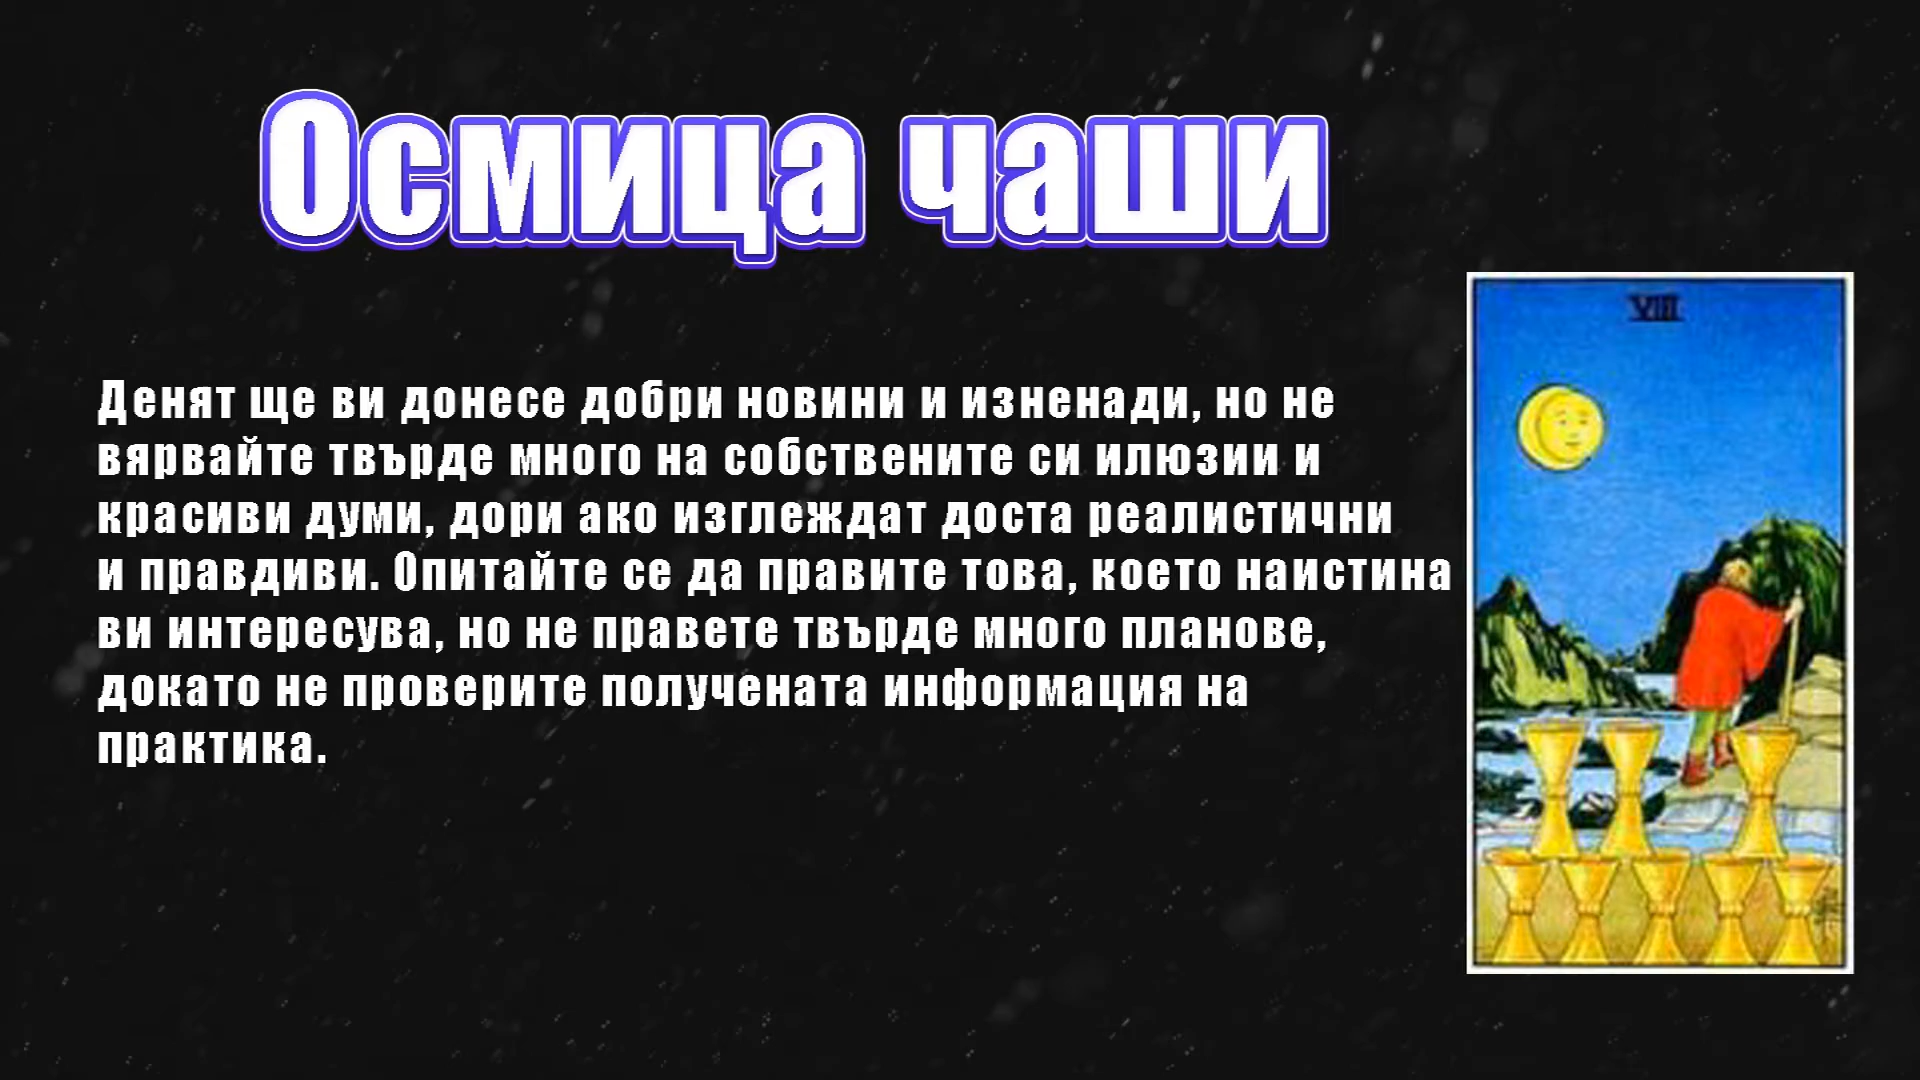 Осмица чаши
VIII
Денят ще ви донесе добри новини и изненади, но не
вярвайте твърде много на собствените си илюзии и
красиви думи, дори ако изглеждат доста реалистични
и правдиви. Опитайте се да правите това, което наистина
ви интересува, но не правете твърде много планове,
докато не проверите получената информация на
практика.